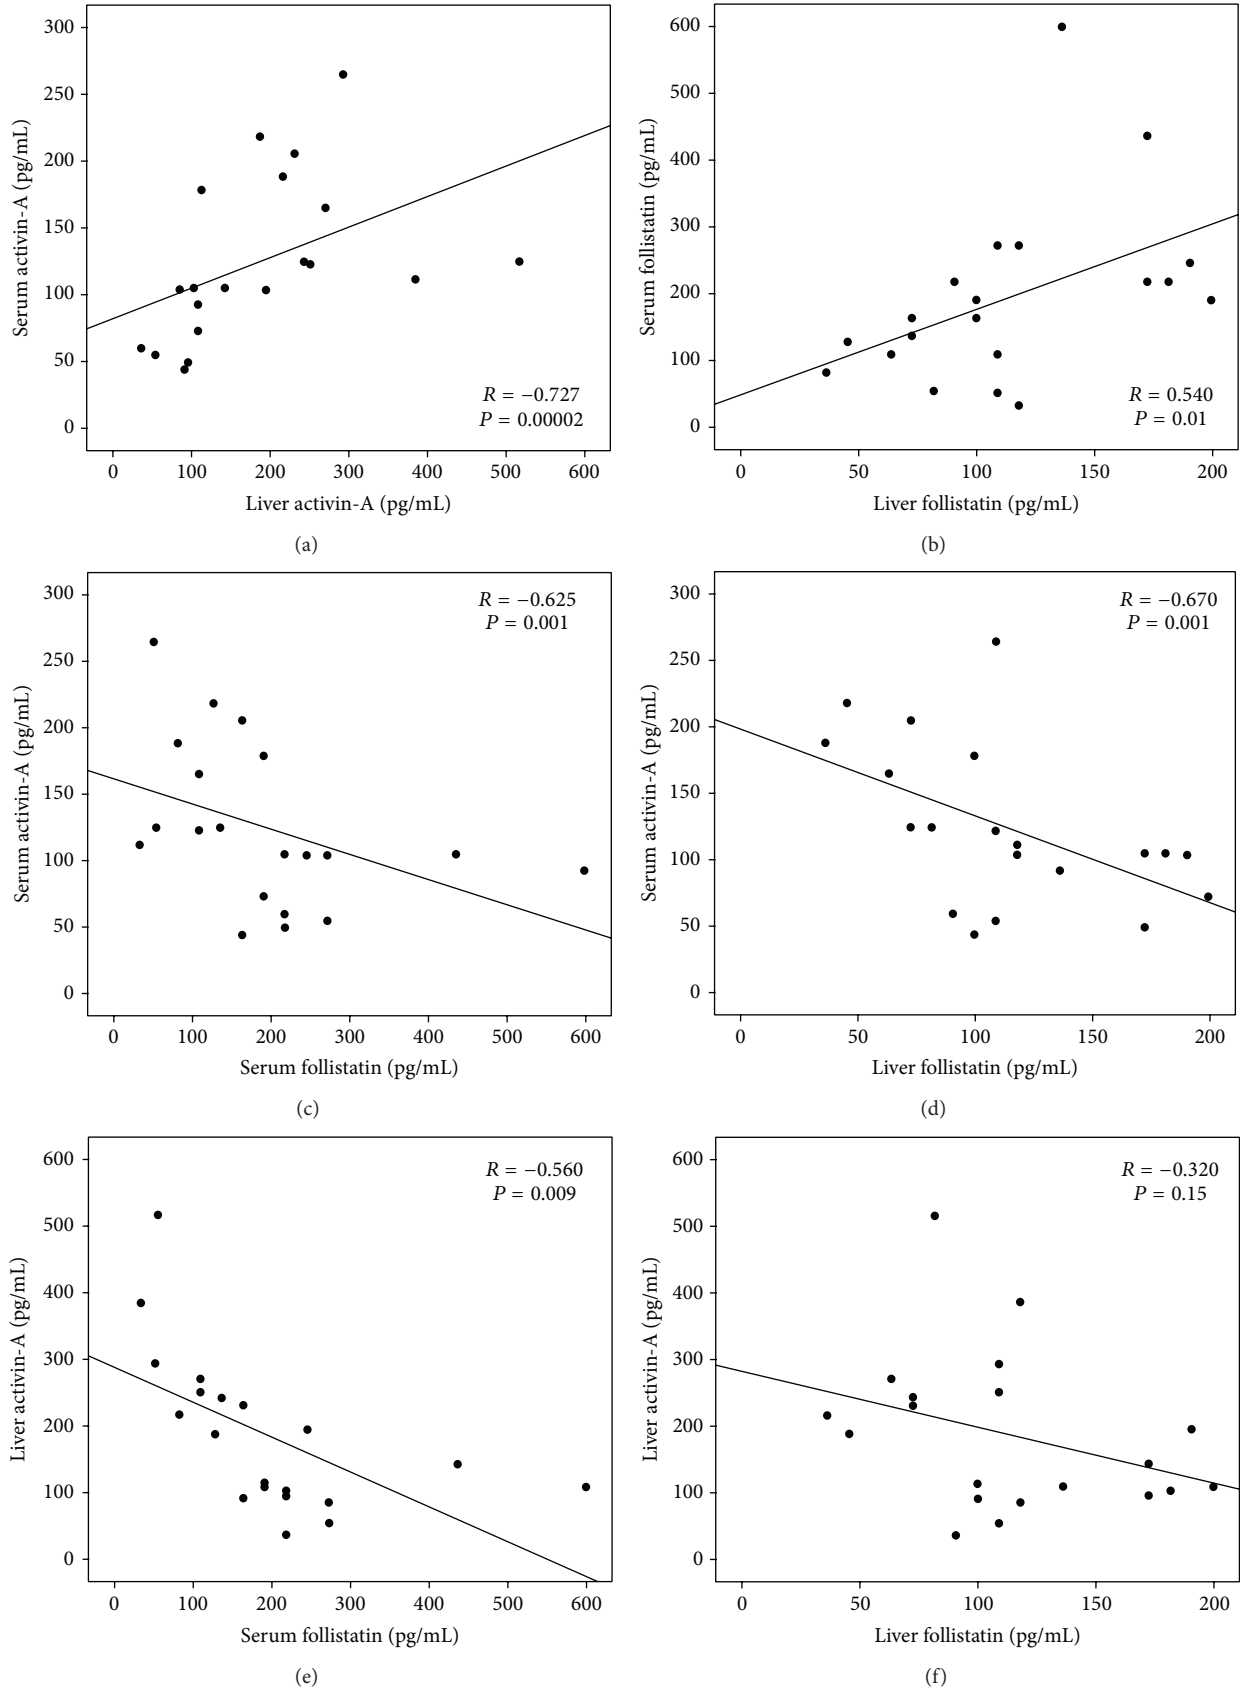 300
250
200
150
100
50
0
Serum activin-A (pg/mL)
R = −0.727
P = 0.00002
0 100 200 300 400 500 600
Liver activin-A (pg/mL)
(a)
600
500
400
300
200
100
0
Serum follistatin (pg/mL)
R = 0.540
P = 0.01
0 50 100 150 200
Liver follistatin (pg/mL)
(b)
300
250
200
150
100
50
0
Serum activin-A (pg/mL)
R = −0.625
P = 0.001
0 100 200 300 400 500 600
Serum follistatin (pg/mL)
(c)
300
250
200
150
100
50
0
Serum activin-A (pg/mL)
R = −0.670
P = 0.001
0 50 100 150 200
Liver follistatin (pg/mL)
(d)
600
500
400
300
200
100
0
Liver activin-A (pg/mL)
R = −0.560
P = 0.009
0 100 200 300 400 500 600
Serum follistatin (pg/mL)
(e)
600
500
400
300
200
100
0
Liver activin-A (pg/mL)
R = −0.320
P = 0.15
0 50 100 150 200
Liver follistatin (pg/mL)
(f)